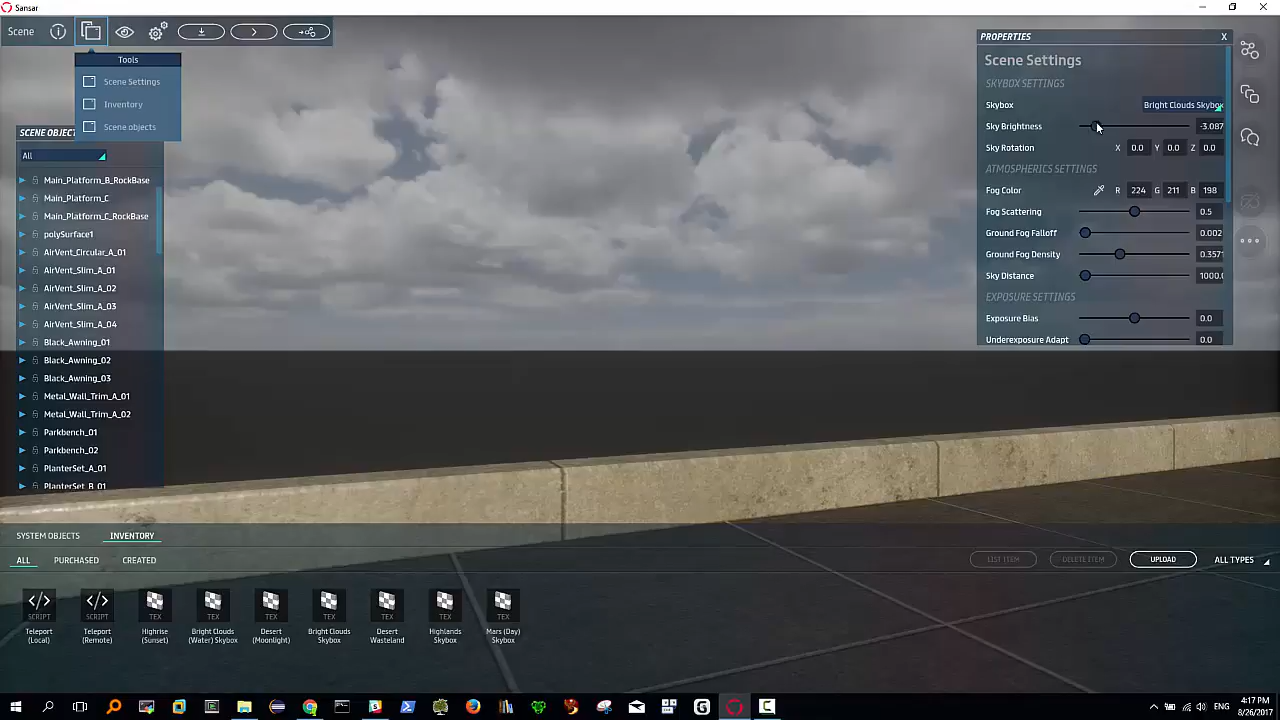 Sansar
Scene
Tools
Scene Settings
Inventory
Scene objects
SCENE OBJEC
All
Main_Platform_B_RockBase
Main_Platform_C
Main_Platform_C_RockBase
polySurface1
AirVent_Circular_A_01
AirVent_Slim_A_01
AirVent_Slim_A_02
AirVent_Slim_A_03
AirVent_Slim_A_04
Black_Awning_01
Black_Awning_02
Black_Awning_03
Metal_Wall_Trim_A_01
Metal_Wall_Trim_A_02
Parkbench_01
Parkbench_02
PlanterSet_A_01
PlanterSet_B_01
PROPERTIES X
Scene Settings
SKYBOX SETTINGS
Skybox Bright Clouds Skybox
Sky Brightness -3.087
Sky Rotation X 0.0 Y 0.0 Z 0.0
ATMOSPHERICS SETTINGS
Fog Color R 224 G 211 B 198
Fog Scattering 0.5
Ground Fog Falloff 0.002
Ground Fog Density 0.3571
Sky Distance 1000.0
EXPOSURE SETTINGS
Exposure Bias 0.0
Underexposure Adapt 0.0
SYSTEM OBJECTS INVENTORY
ALL PURCHASED CREATED LIST ITEM DELETE ITEM UPLOAD ALL TYPES
</> </>
SCRIPT SCRIPT TEX TEX TEX TEX TEX TEX TEX
Teleport Teleport Highrise Bright Clouds Desert Bright Clouds Desert Highlands Mars (Day)
(Local) (Remote) (Sunset) (Water) Skybox (Moonlight) Skybox Wasteland Skybox Skybox
4:17 PM
ENG
8/26/2017